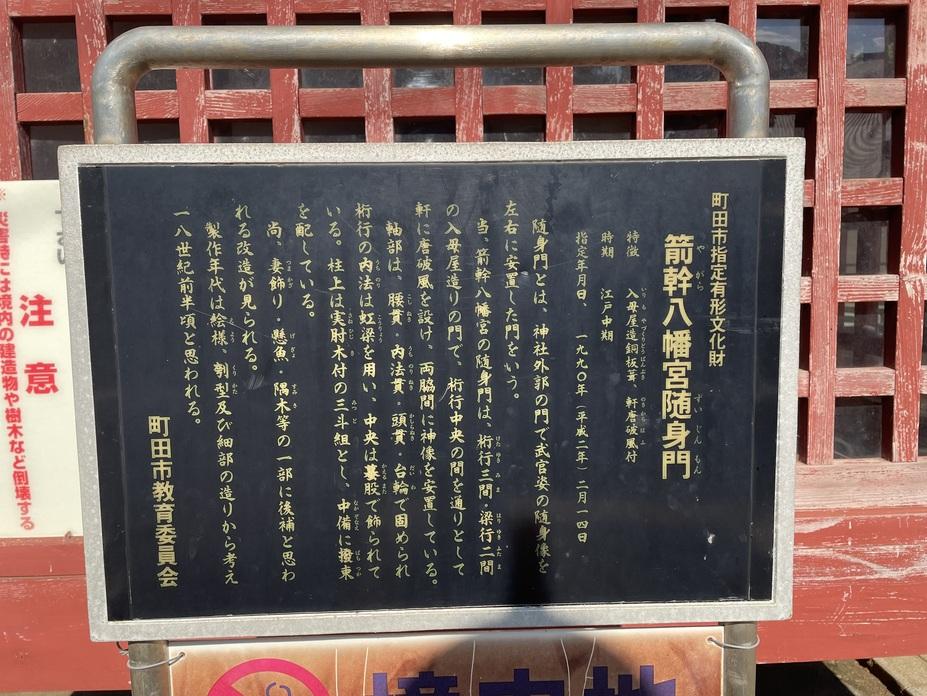 町田市指定有形文化財
箭幹八幡宮随身門
特徴　入母屋造銅板葺　軒唐破風付
時期　江戸中期
指定年月日、一九九〇年（平成二年）二月一四日
随身門とは、神社外郭の門で武官姿の随身像を
左右に安置した門をいう。
当、箭幹八幡宮の随身門は、桁行三間・梁行二間
の入母屋造りの門で、桁行中央の間を通りとして
軒に唐破風を設け、両脇間に神像を安置している。
軸部は、腰貫・内法貫・頭貫・台輪で固められ
桁行の内法は虹梁を用い、中央は蟇股で飾られて
いる。柱上は実肘木付の三斗組とし、中備に撥束
を配している。
尚、妻飾り・懸魚・隅木等の一部に後補と思わ
れる改造が見られる。
製作年代は絵様、刳型及び細部の造りから考え
一八世紀前半頃と思われる。
町田市教育委員会
注意
※災害時には境内の建造物や樹木など倒壊する
境内地